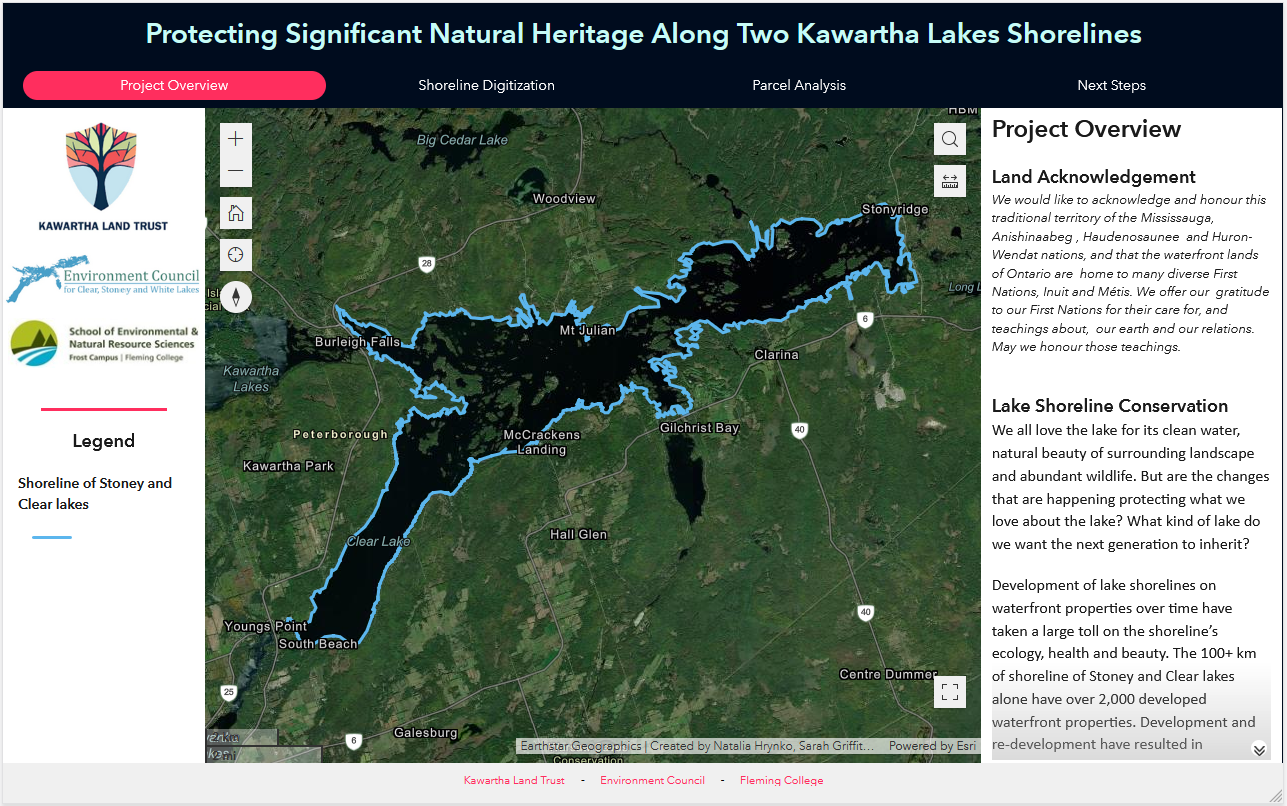 Protecting Significant Natural Heritage Along Two Kawartha Lakes Shorelines
Project Overview
Shoreline Digitization
Parcel Analysis
Next Steps
KAWARTHA LAND TRUST
Environment Council
for Clear, Stoney and White Lakes
School of Environmental &
Natural Resource Sciences
Frost Campus | Fleming College
Legend
Shoreline of Stoney and
Clear lakes
HBM
Big Cedar Lake
Woodview
Stonyridge
28
Long L
6
Mt Julian
Burleigh Falls
Clarina
Kawartha
Lakes
Peterborough
McCrackens
Landing
Gilchrist Bay
40
Kawartha Park
Hall Glen
Clear Lake
40
Youngs Point
South Beach
Centre Dummer
25
6
Galesburg
Conservation
Earthstar Geographics | Created by Natalia Hrynko, Sarah Griffit...
Powered by Esri
Project Overview
Land Acknowledgement
We would like to acknowledge and honour this
traditional territory of the Mississauga,
Anishinaabeg , Haudenosaunee  and Huron-
Wendat nations, and that the waterfront lands
of Ontario are  home to many diverse First
Nations, Inuit and Métis. We offer our  gratitude
to our First Nations for their care for, and
teachings about,  our earth and our relations.
May we honour those teachings.
Lake Shoreline Conservation
We all love the lake for its clean water,
natural beauty of surrounding landscape
and abundant wildlife. But are the changes
that are happening protecting what we
love about the lake? What kind of lake do
we want the next generation to inherit?
Development of lake shorelines on
waterfront properties over time have
taken a large toll on the shoreline's
ecology, health and beauty. The 100+ km
of shoreline of Stoney and Clear lakes
alone have over 2,000 developed
waterfront properties. Development and
re-development have resulted in
Kawartha Land Trust - Environment Council - Fleming College